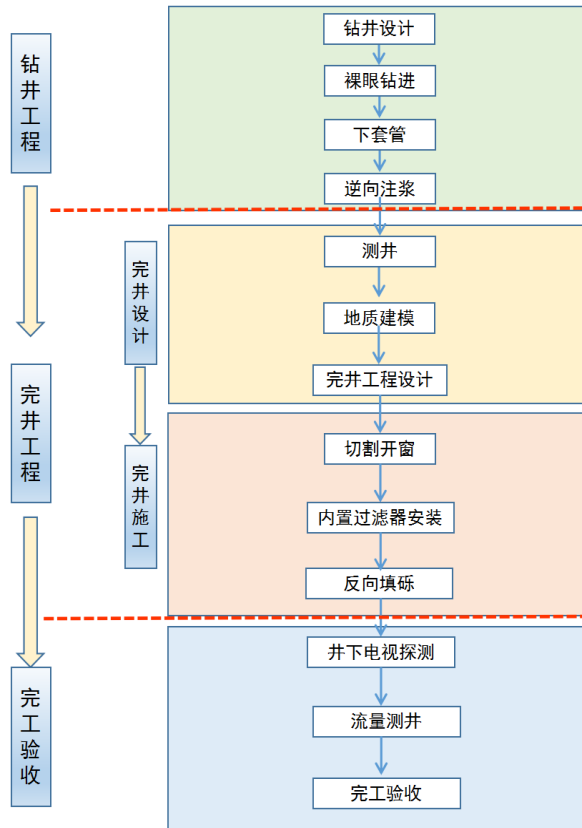 钻井工程
钻井设计
裸眼钻进
下套管
逆向注浆
完井工程
完井设计
测井
地质建模
完井工程设计
完井施工
切割开窗
内置过滤器安装
反向填砾
完工验收
井下电视探测
流量测井
完工验收